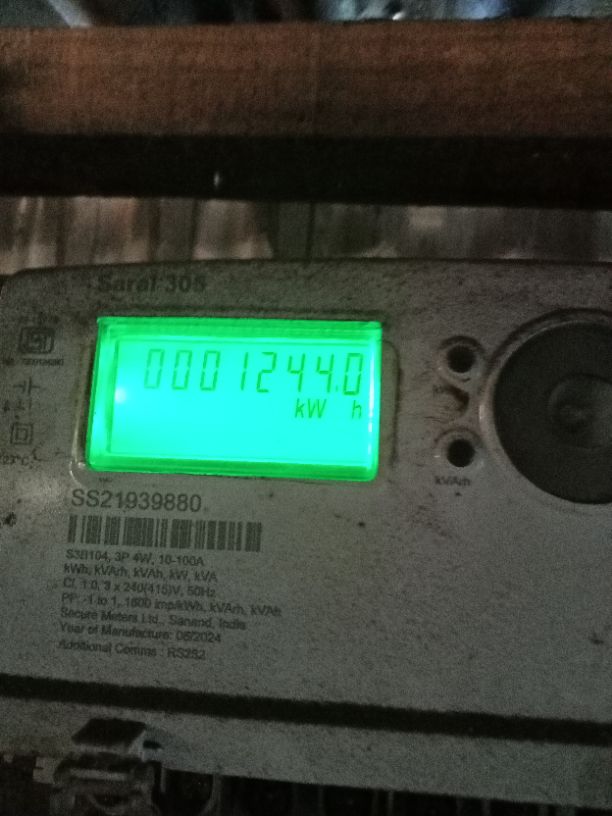 Saral 305
0001244.0
kW h
kVArh
SS21939880
S3B104, 3P 4W, 10-100A
kWh, kVArh, kVAh, kW, kVA
Cl. 1.0, 3 x 240(415)V, 50Hz
PF: -1 to 1, 1600 imp/kWh, kVArh, kVAh
Secure Meters Ltd., Sanand, India
Year of Manufacture: 06/2024
Additional Comms : RS232